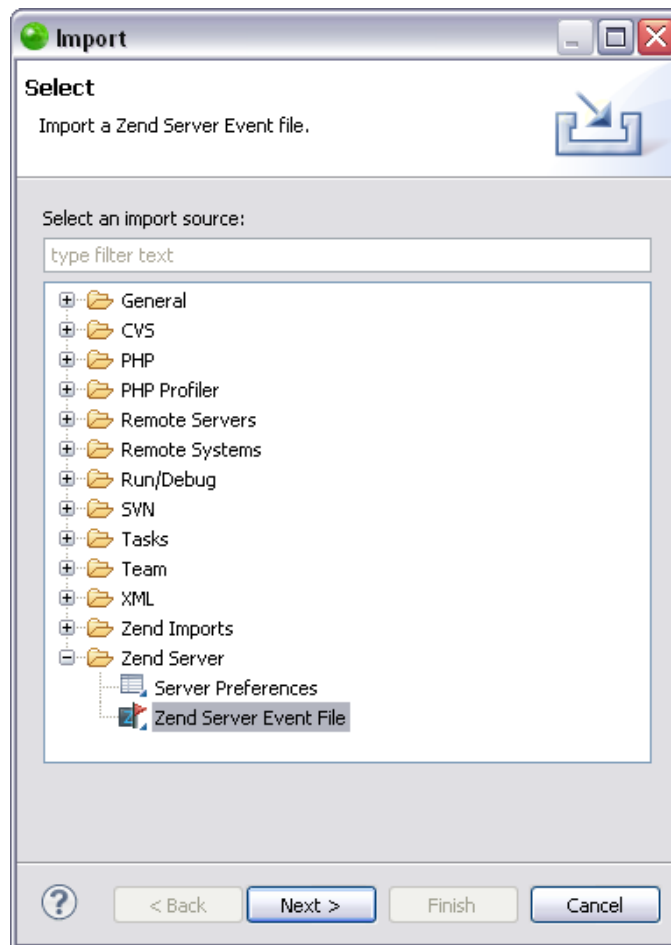 Import
Select
Import a Zend Server Event file.
Select an import source:
type filter text
General
CVS
PHP
PHP Profiler
Remote Servers
Remote Systems
Run/Debug
SVN
Tasks
Team
XML
Zend Imports
Zend Server
Server Preferences
Zend Server Event File
? < Back Next > Finish Cancel